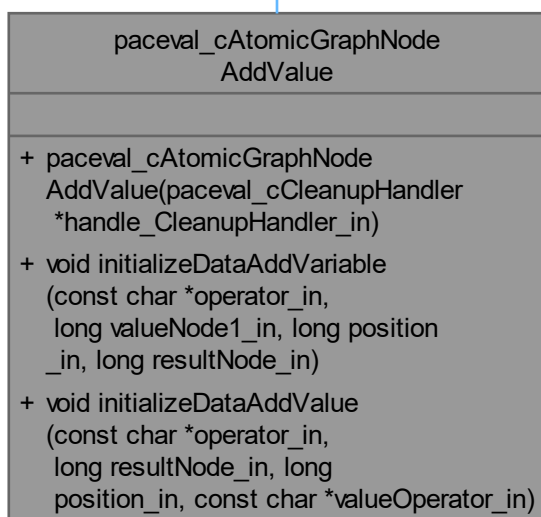 paceval_cAtomicGraphNode
AddValue
+ paceval_cAtomicGraphNode
AddValue(paceval_cCleanupHandler
*handle_CleanupHandler_in)
+ void initializeDataAddVariable
(const char *operator_in,
long valueNode1_in, long position
_in, long resultNode_in)
+ void initializeDataAddValue
(const char *operator_in,
long resultNode_in, long
position_in, const char *valueOperator_in)